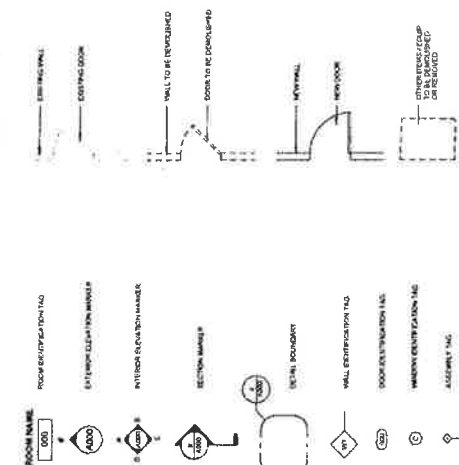 EXISTING WALL
EXISTING DOOR
WALL TO BE DEMOLISHED
DOOR TO BE DEMOLISHED
NEW WALL
NEW DOOR
OTHER ITEMS / EQUIP
TO BE DEMOLISHED
OR REMOVED
ROOM NAME
000
ROOM IDENTIFICATION TAG
#
A000
EXTERIOR ELEVATION MARKER
A000
INTERIOR ELEVATION MARKER
#
A000
SECTION MARKER
#
A000
DETAIL BOUNDARY
WALL IDENTIFICATION TAG
DOOR IDENTIFICATION TAG
WINDOW IDENTIFICATION TAG
ASSEMBLY TAG